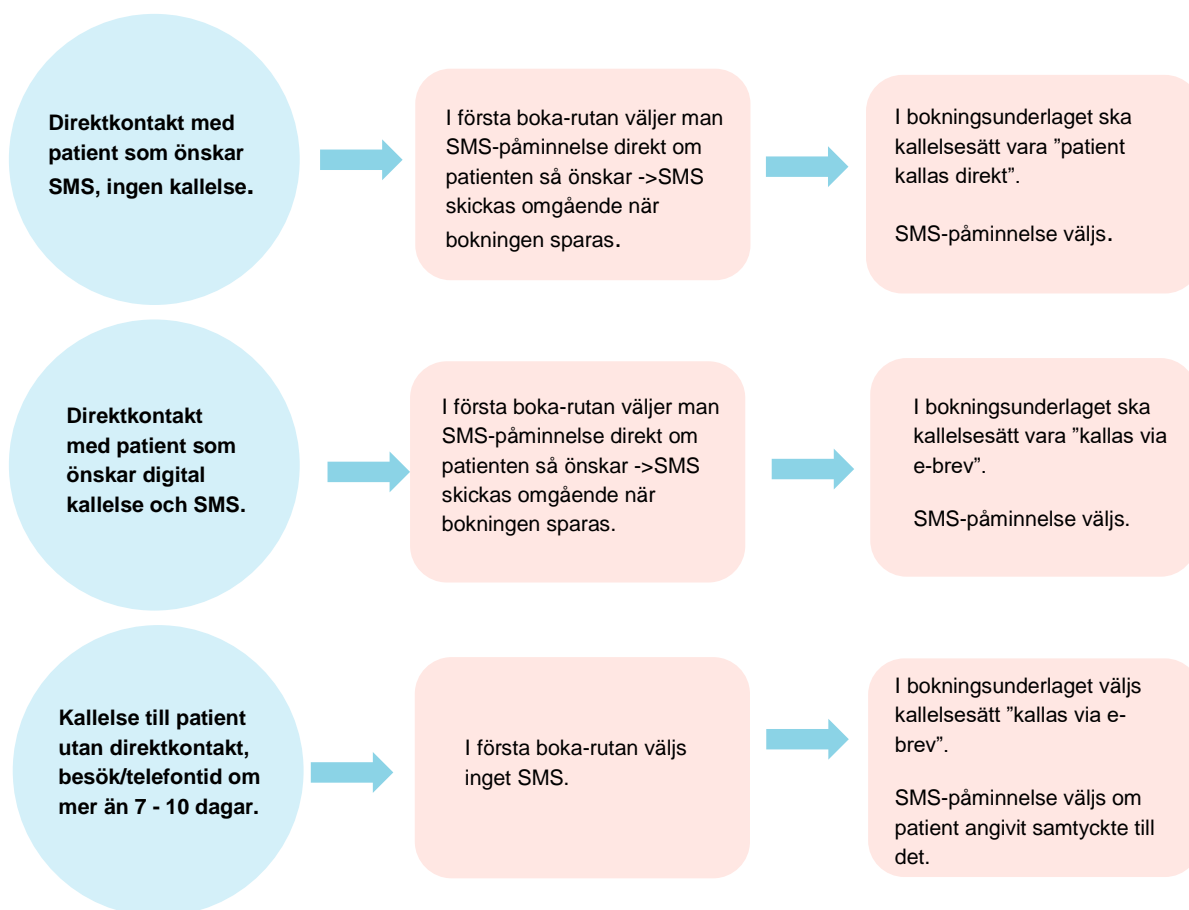 Direktkontakt med
patient som önskar
SMS, ingen kallelse.
I första boka-rutan väljer man
SMS-påminnelse direkt om
patienten så önskar ->SMS
skickas omgående när
bokningen sparas.
I bokningsunderlaget ska
kallelsesätt vara ”patient
kallas direkt”.
SMS-påminnelse väljs.
Direktkontakt
med patient som
önskar digital
kallelse och SMS.
I första boka-rutan väljer man
SMS-påminnelse direkt om
patienten så önskar ->SMS
skickas omgående när
bokningen sparas.
I bokningsunderlaget ska
kallelsesätt vara ”kallas via
e-brev”.
SMS-påminnelse väljs.
Kallelse till patient
utan direktkontakt,
besök/telefontid om
mer än 7 - 10 dagar.
I första boka-rutan väljs
inget SMS.
I bokningsunderlaget väljs
kallelsesätt ”kallas via e-
brev”.
SMS-påminnelse väljs om
patient angivit samtyckte till
det.